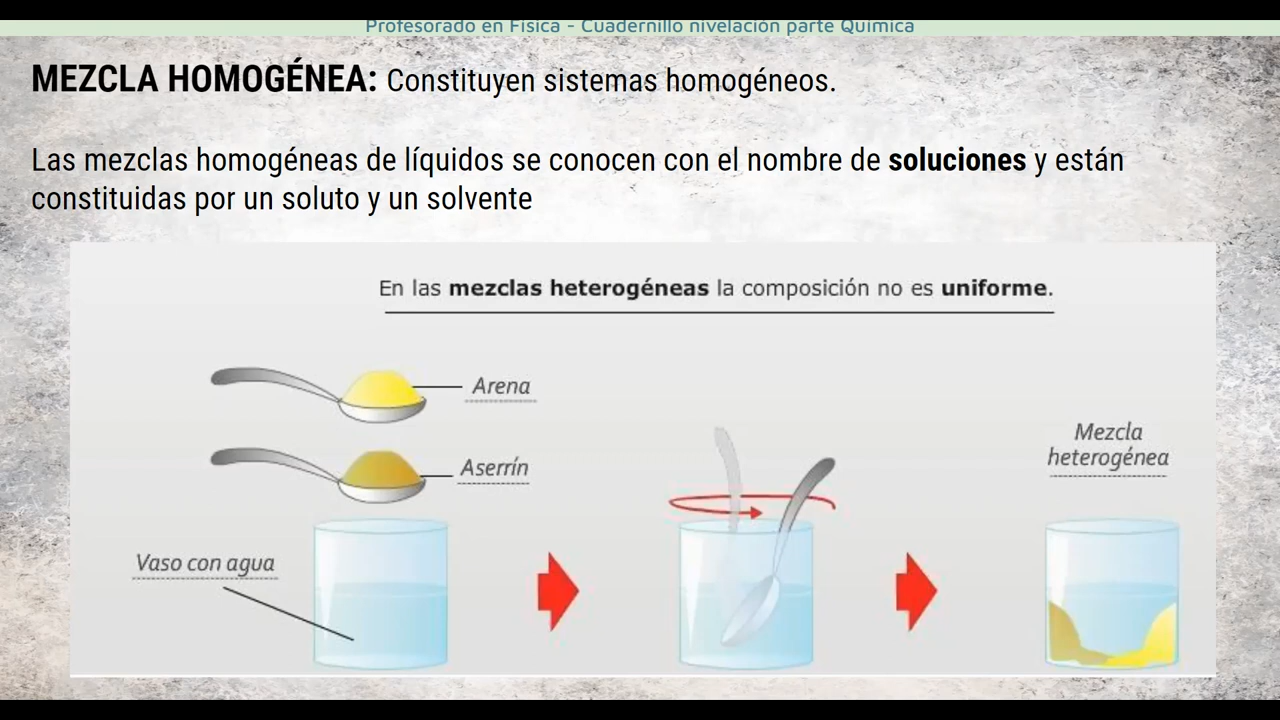 Profesorado en Física - Cuadernillo nivelación parte Química
MEZCLA HOMOGÉNEA: Constituyen sistemas homogéneos.
Las mezclas homogéneas de líquidos se conocen con el nombre de soluciones y están
constituidas por un soluto y un solvente
En las mezclas heterogéneas la composición no es uniforme.
Arena
Aserrín
Vaso con agua
Mezcla
heterogénea